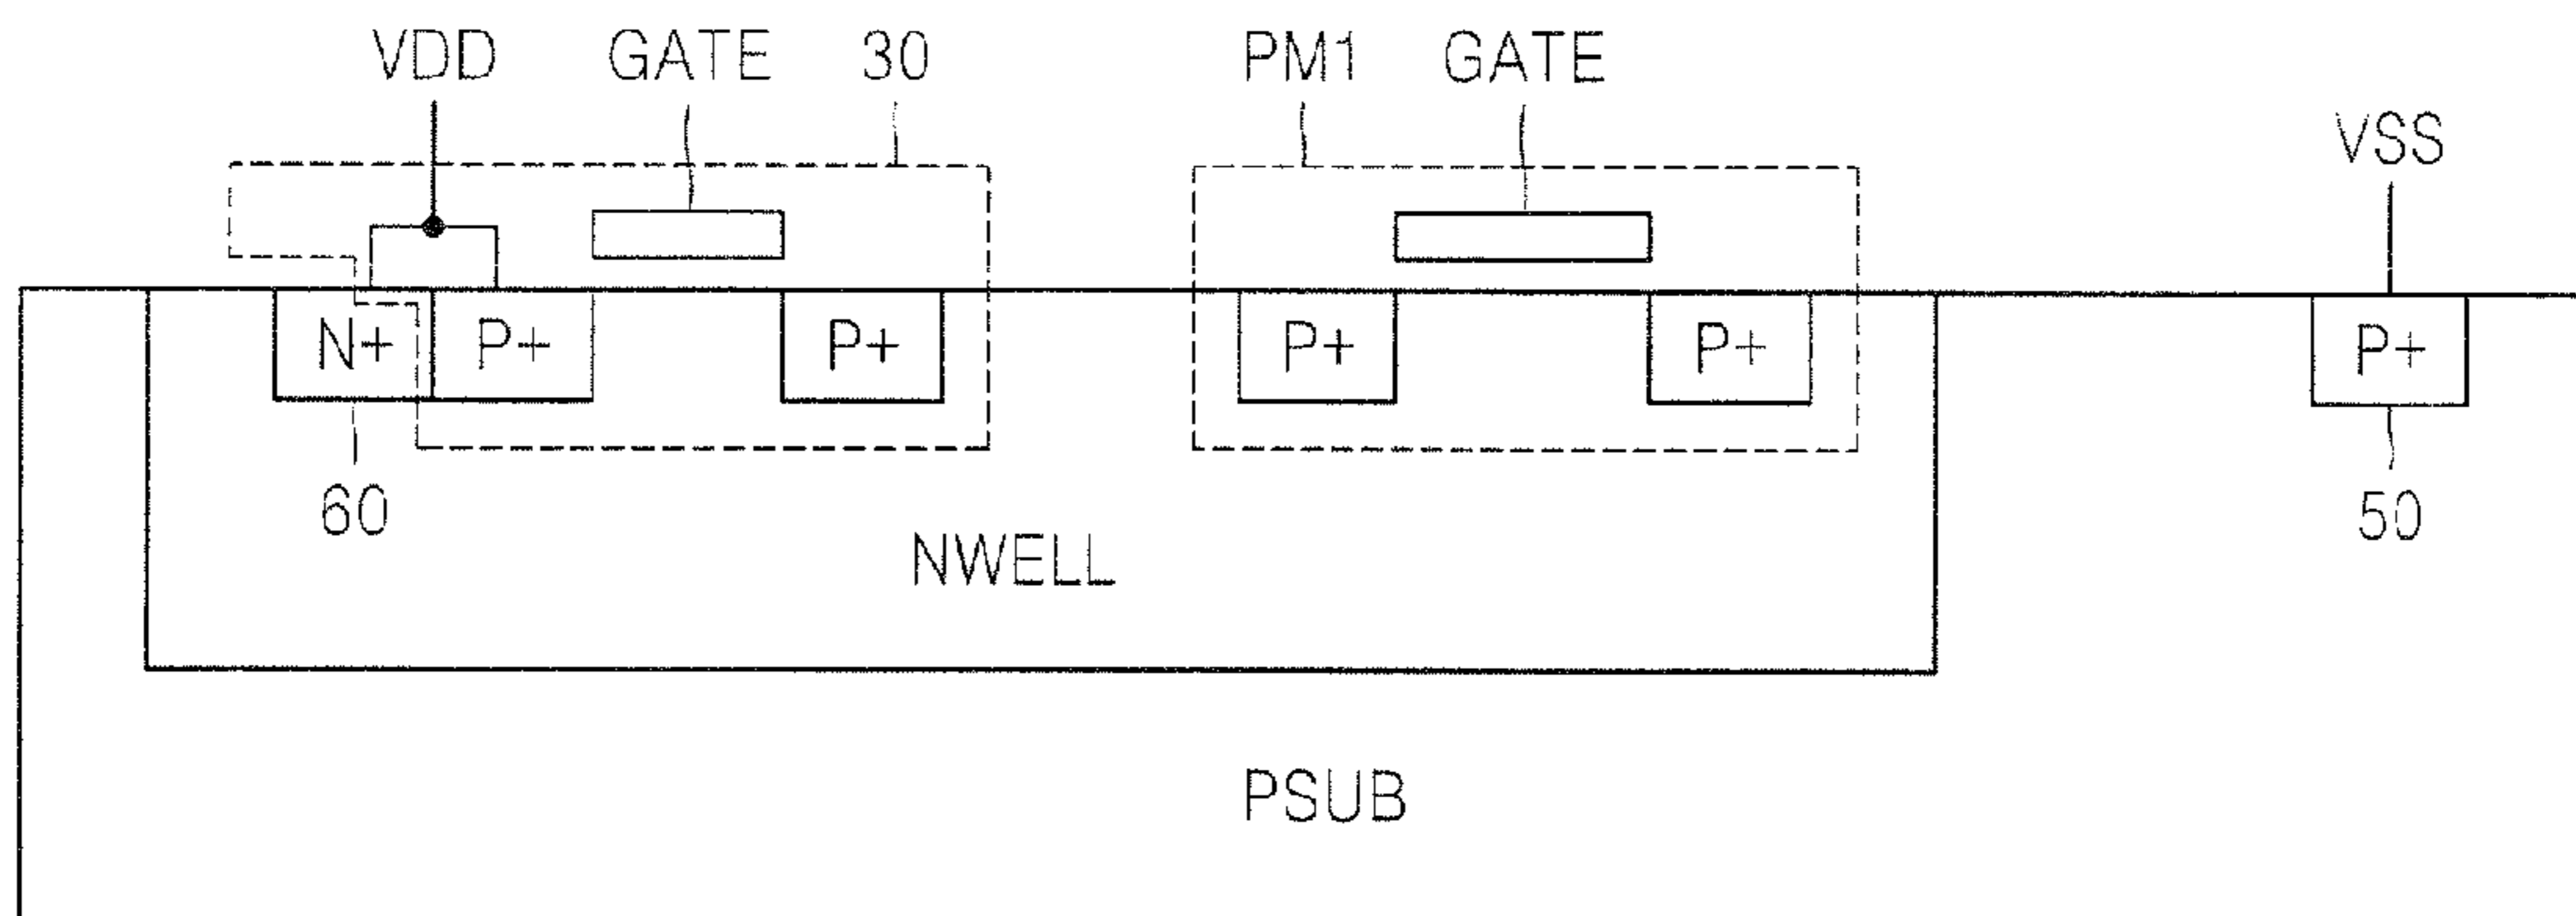 VDD GATE 30 PM1 GATE
VSS
N+ P+ P+ P+ P+ P+
60 50
NWELL
PSUB